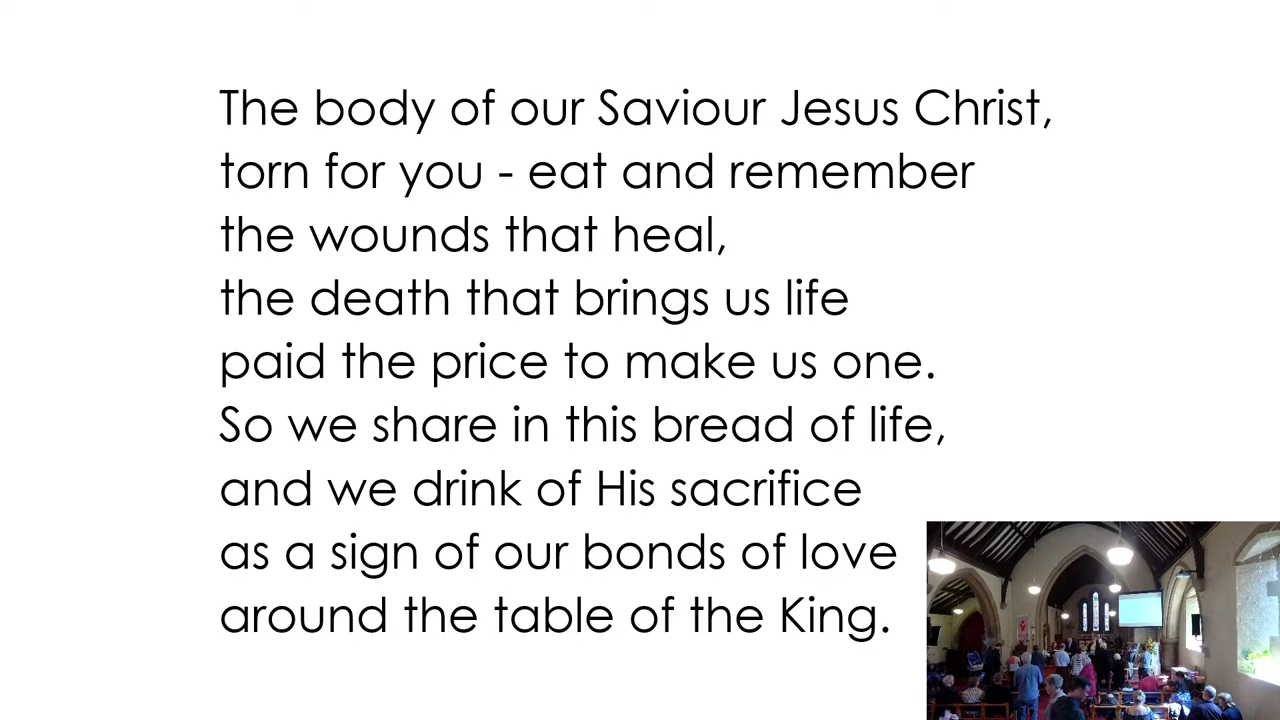 The body of our Saviour Jesus Christ,
torn for you - eat and remember
the wounds that heal,
the death that brings us life
paid the price to make us one.
So we share in this bread of life,
and we drink of His sacrifice
as a sign of our bonds of love
around the table of the King.